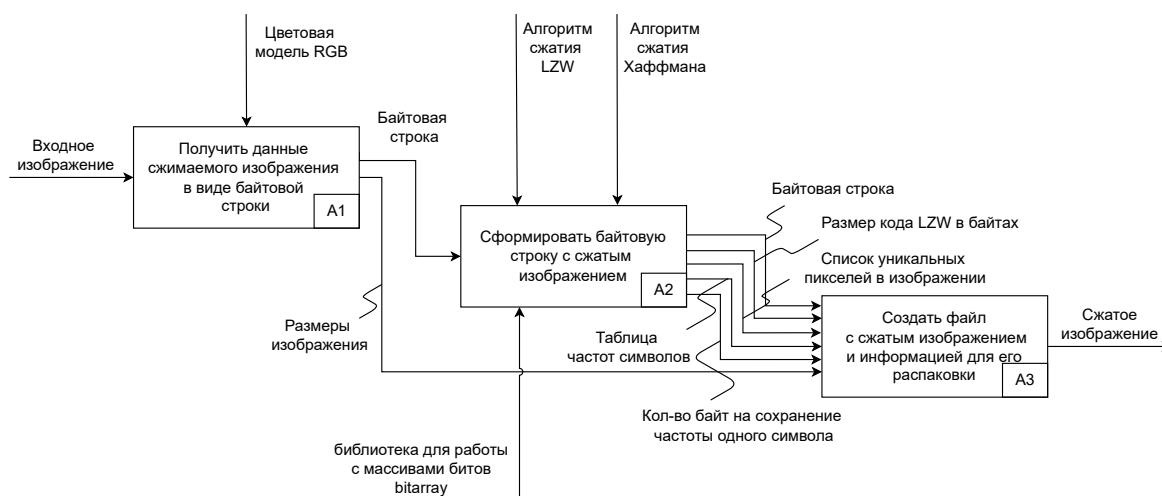 Цветовая
модель RGB
Алгоритм
сжатия
LZW
Алгоритм
сжатия
Хаффмана
Входное
изображение
Получить данные
сжимаемого изображения
в виде байтовой
строки
A1
Байтовая
строка
Размеры
изображения
Сформировать байтовую
строку с сжатым
изображением
A2
Байтовая строка
Размер кода LZW в байтах
Список уникальных
пикселей в изображении
Таблица
частот символов
Кол-во байт на сохранение
частоты одного символа
Создать файл
с сжатым изображением
и информацией для его
распаковки
A3
Сжатое
изображение
библиотека для работы
с массивами битов
bitarray